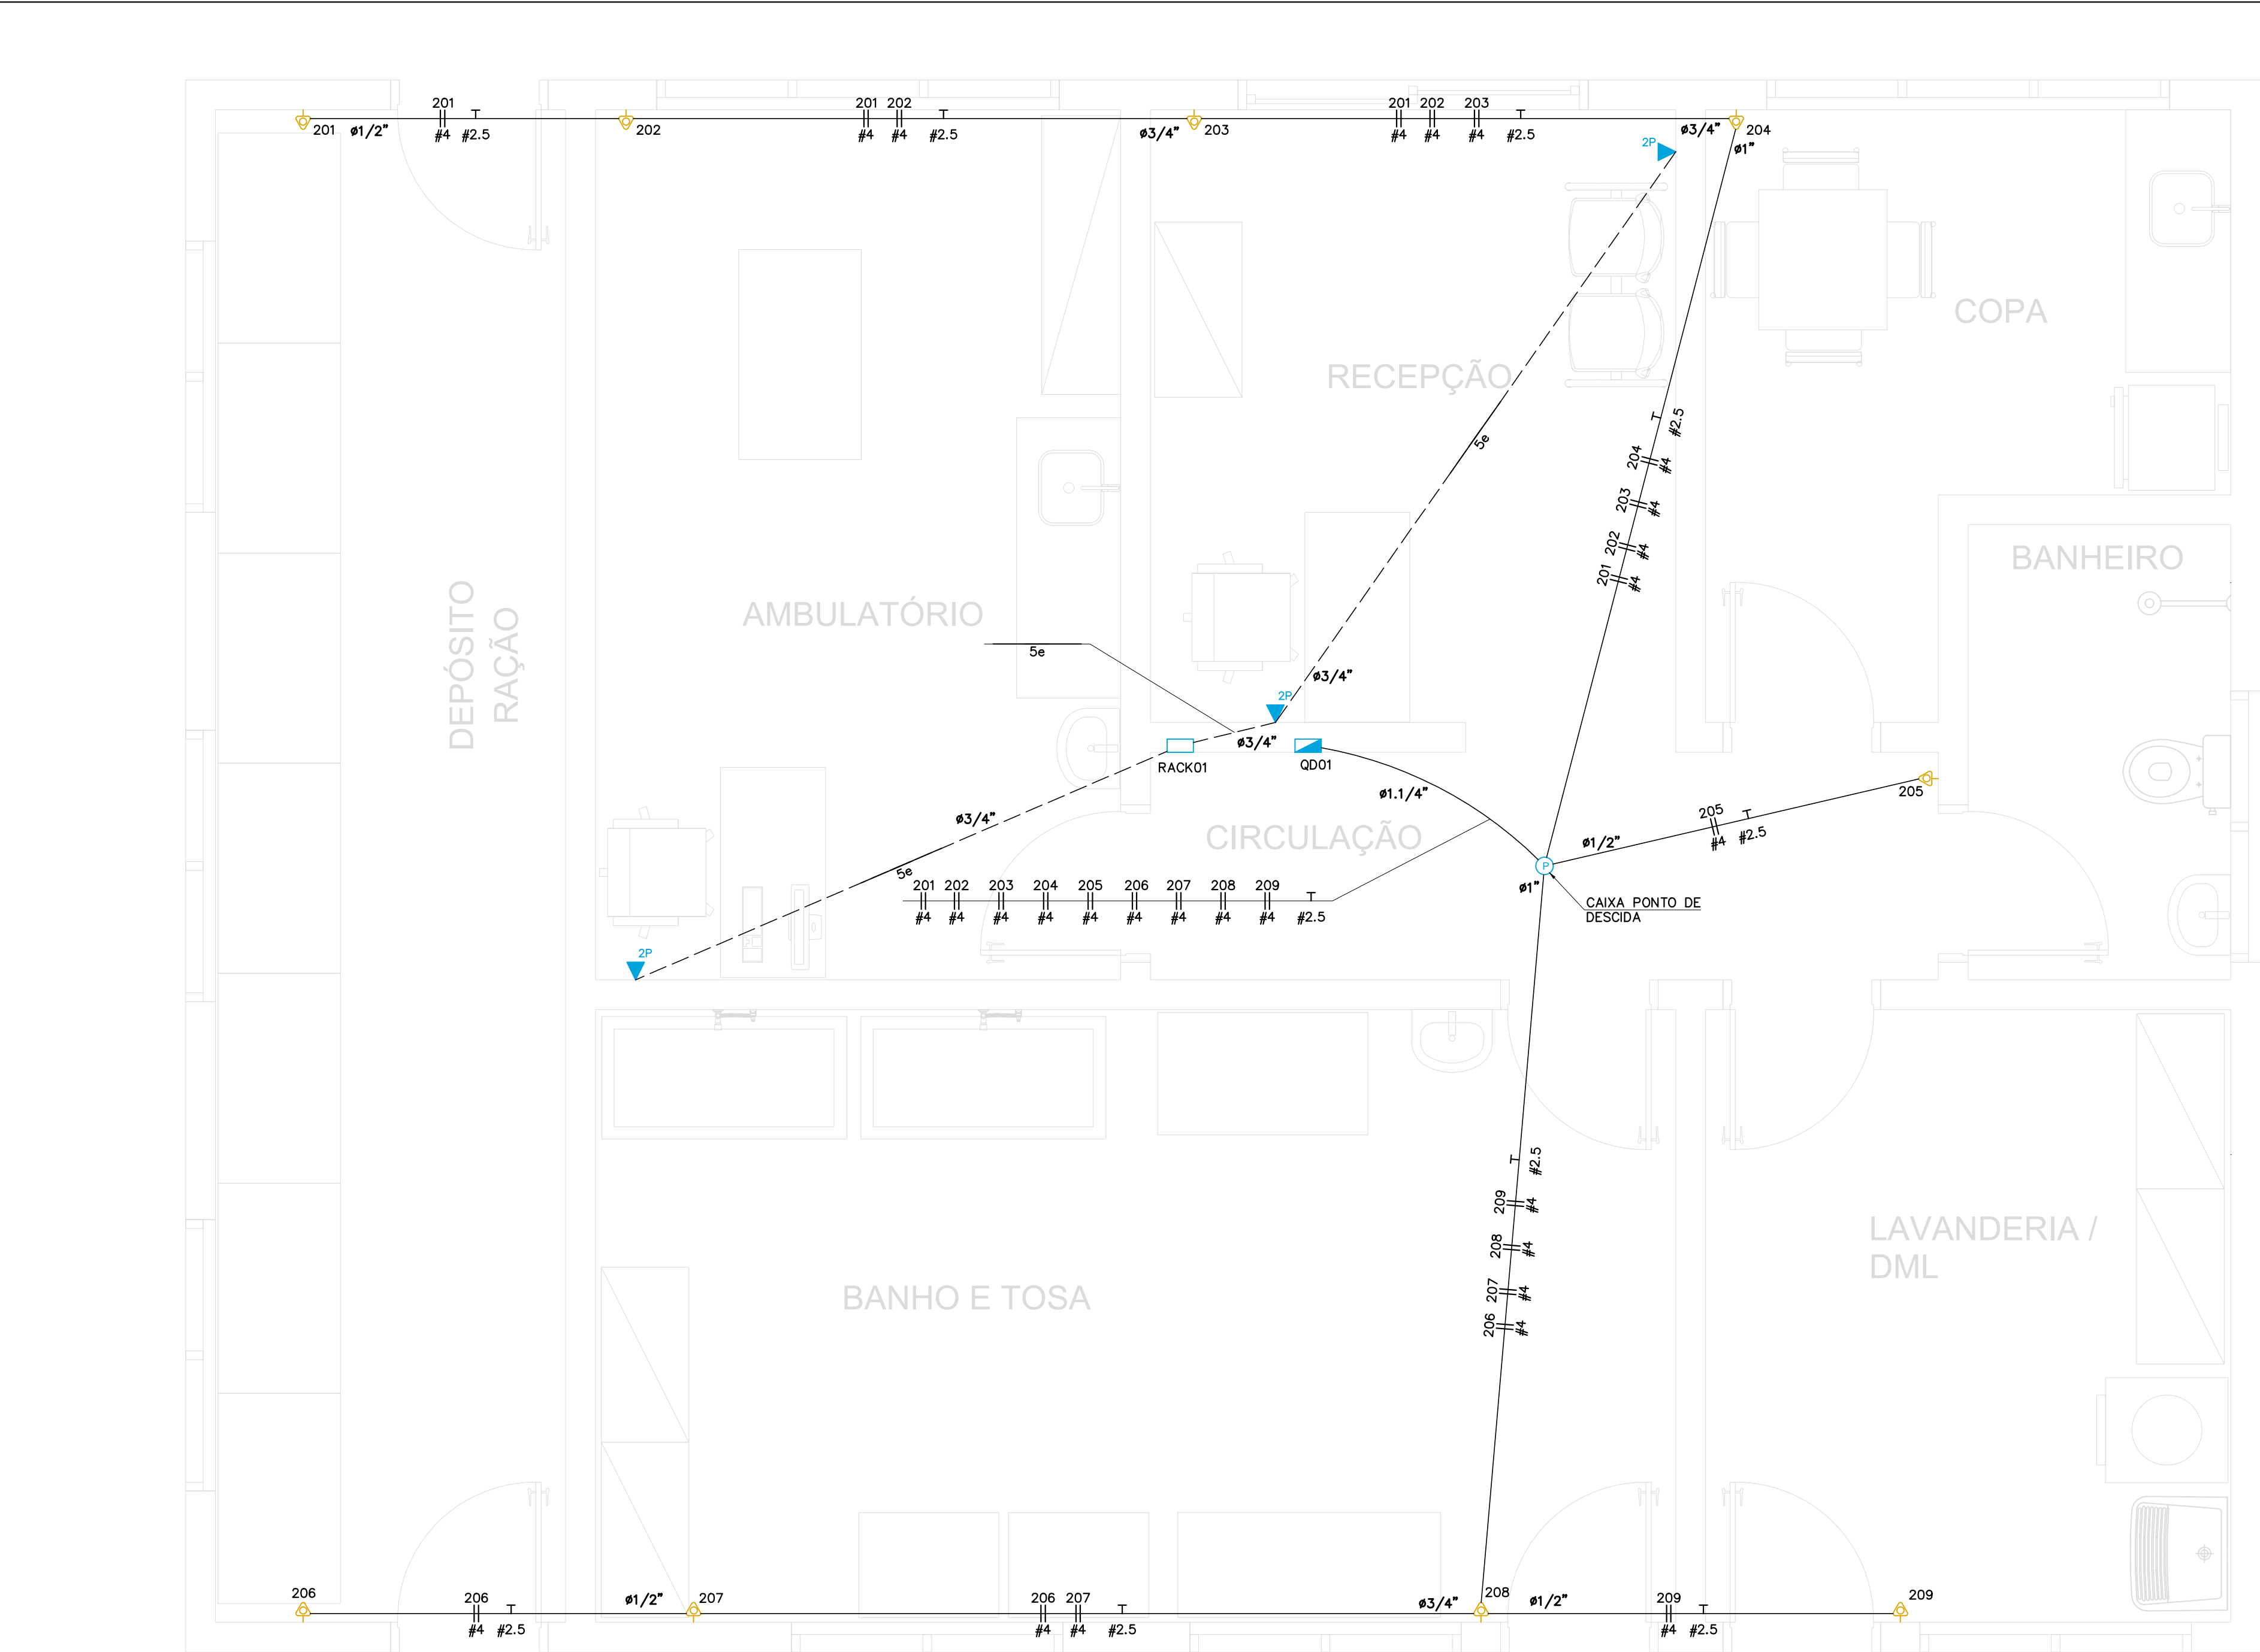 201
201 202
201 202 203
201
ø1/2"
#4 #2.5
202
#4 #4 #2.5
ø3/4"
203
#4 #4 #4 #2.5
ø3/4"
204
2P
ø1"
COPA
RECEPÇÃO
5e
#2.5
204 #4
203 #4
202 #4
201 #4
BANHEIRO
DEPÓSITO
RAÇÃO
AMBULATÓRIO
5e
ø3/4"
2P
ø3/4"
RACK01
QD01
ø1.1/4"
205
ø3/4"
205
#4 #2.5
CIRCULAÇÃO
ø1/2"
P
5e
201 202 203 204 205 206 207 208 209
#4 #4 #4 #4 #4 #4 #4 #4 #4 #2.5
ø1"
CAIXA PONTO DE
DESCIDA
2P
#2.5
209 #4
208 #4
207 #4
206 #4
LAVANDERIA /
DML
BANHO E TOSA
206
206
#4 #2.5
ø1/2"
207
206 207
#4 #4 #2.5
ø3/4"
208
ø1/2"
209
#4 #2.5
209